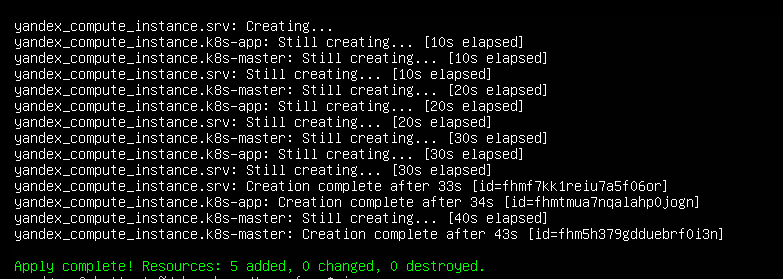 yandex_compute_instance.srv: Creating...
yandex_compute_instance.k8s-app: Still creating... [10s elapsed]
yandex_compute_instance.k8s-master: Still creating... [10s elapsed]
yandex_compute_instance.srv: Still creating... [10s elapsed]
yandex_compute_instance.k8s-master: Still creating... [20s elapsed]
yandex_compute_instance.k8s-app: Still creating... [20s elapsed]
yandex_compute_instance.srv: Still creating... [20s elapsed]
yandex_compute_instance.k8s-master: Still creating... [30s elapsed]
yandex_compute_instance.k8s-app: Still creating... [30s elapsed]
yandex_compute_instance.srv: Still creating... [30s elapsed]
yandex_compute_instance.srv: Creation complete after 33s [id=fhmf7kk1reiu7a5f06or]
yandex_compute_instance.k8s-app: Creation complete after 34s [id=fhmtmua7nqalahp0jogn]
yandex_compute_instance.k8s-master: Still creating... [40s elapsed]
yandex_compute_instance.k8s-master: Creation complete after 43s [id=fhm5h379gdduebrf0i3n]
Apply complete! Resources: 5 added, 0 changed, 0 destroyed.